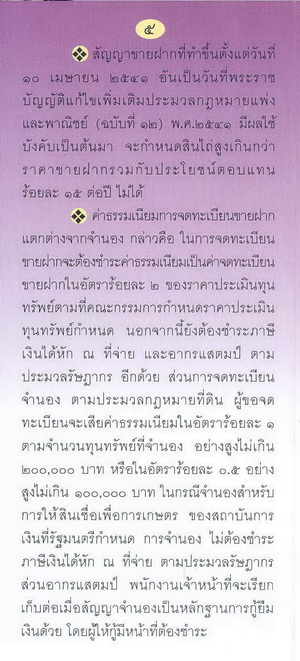 ๕
สัญญาขายฝากที่ทำขึ้นตั้งแต่วันที่
๑๐ เมษายน ๒๕๔๑ อันเป็นวันที่พระราช
บัญญัติแก้ไขเพิ่มเติมประมวลกฎหมายแพ่ง
และพาณิชย์ (ฉบับที่ ๑๒) พ.ศ.๒๕๔๑ มีผลใช้
บังคับเป็นต้นมา จะกำหนดสินไถ่สูงเกินกว่า
ราคาขายฝากรวมกับประโยชน์ตอบแทน
ร้อยละ ๑๕ ต่อปี ไม่ได้
ค่าธรรมเนียมการจดทะเบียนขายฝาก
แตกต่างจากจำนอง กล่าวคือ ในการจดทะเบียน
ขายฝากจะต้องชำระค่าธรรมเนียมเป็นค่าจดทะเบียน
ขายฝากในอัตราร้อยละ ๒ ของราคาประเมินทุน
ทรัพย์ตามที่คณะกรรมการกำหนดราคาประเมิน
ทุนทรัพย์กำหนด นอกจากนี้ยังต้องชำระภาษี
เงินได้หัก ณ ที่จ่าย และอากรแสตมป์ ตาม
ประมวลรัษฎากร อีกด้วย ส่วนการจดทะเบียน
จำนอง ตามประมวลกฎหมายที่ดิน ผู้ขอจด
ทะเบียนจะเสียค่าธรรมเนียมในอัตราร้อยละ ๑
ตามจำนวนทุนทรัพย์ที่จำนอง อย่างสูงไม่เกิน
๒๐๐,๐๐๐ บาท หรือในอัตราร้อยละ ๐.๕ อย่าง
สูงไม่เกิน ๑๐๐,๐๐๐ บาท ในกรณีจำนองสำหรับ
การให้สินเชื่อเพื่อการเกษตร ของสถาบันการ
เงินที่รัฐมนตรีกำหนด การจำนอง ไม่ต้องชำระ
ภาษีเงินได้หัก ณ ที่จ่าย ตามประมวลรัษฎากร
ส่วนอากรแสตมป์ พนักงานเจ้าหน้าที่จะเรียก
เก็บต่อเมื่อสัญญาจำนองเป็นหลักฐานการกู้ยืม
เงินด้วย โดยผู้ให้กู้มีหน้าที่ต้องชำระ